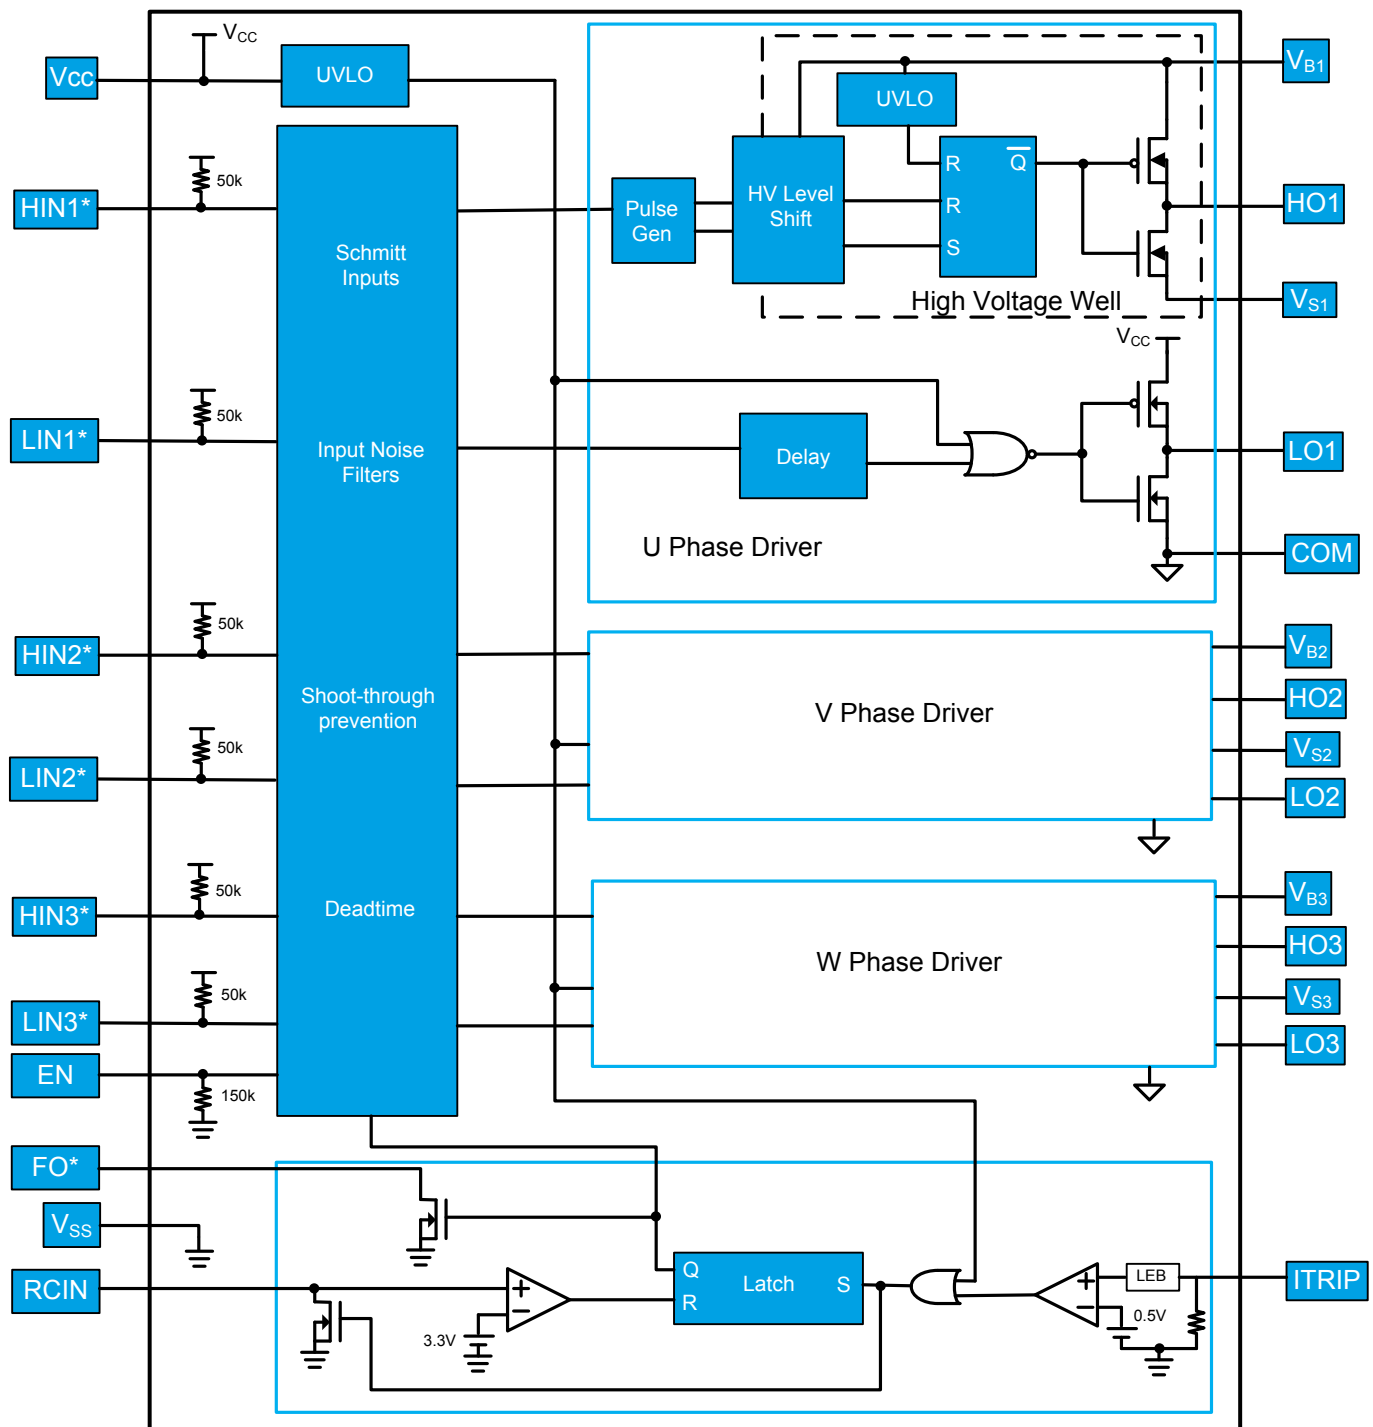 Vcc
VCC
UVLO
VB1
UVLO
HIN1*
50k
Pulse
Gen
HV Level
Shift
R
Q
R
S
HO1
Schmitt
Inputs
High Voltage Well
VS1
VCC
LIN1*
50k
Input Noise
Filters
Delay
LO1
U Phase Driver
COM
HIN2*
50k
VB2
Shoot-through
prevention
V Phase Driver
HO2
LIN2*
50k
VS2
LO2
HIN3*
50k
Deadtime
VB3
W Phase Driver
HO3
LIN3*
50k
VS3
LO3
EN
150k
FO*
VSS
RCIN
3.3V
Q
Latch
S
R
LEB
0.5V
ITRIP